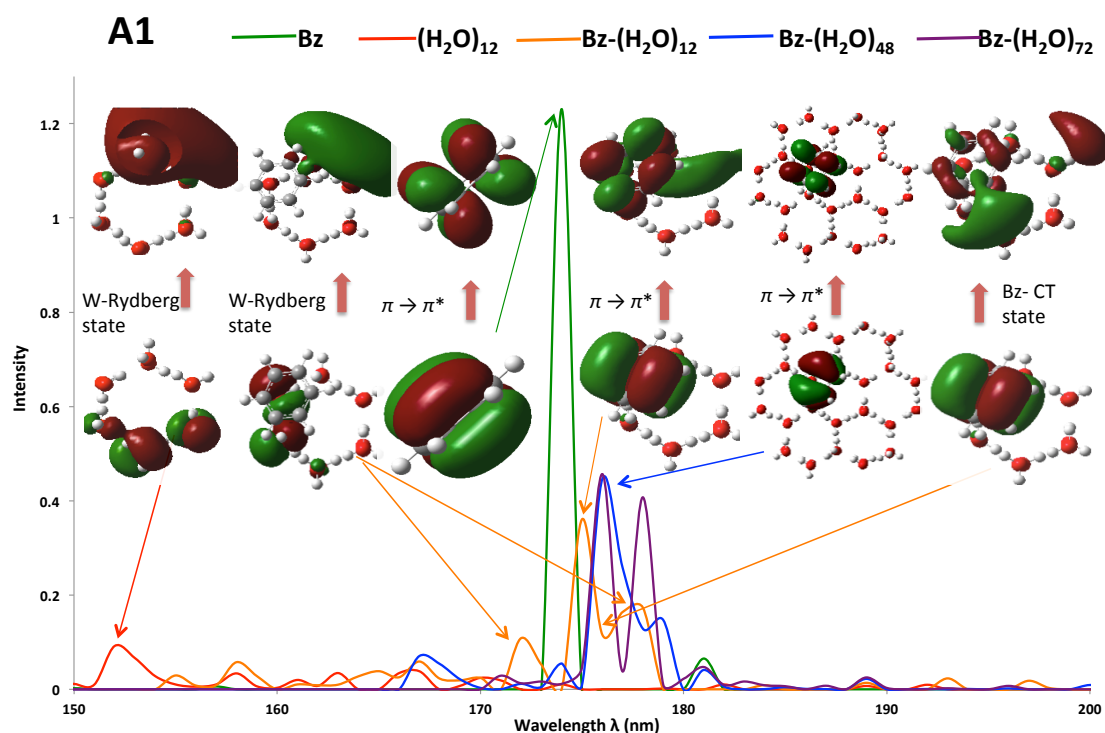 A1
Bz
(H₂O)₁₂
Bz-(H₂O)₁₂
Bz-(H₂O)₄₈
Bz-(H₂O)₇₂
W-Rydberg
state
W-Rydberg
state
π → π*
π → π*
π → π*
Bz- CT
state
Intensity
1.2
1
0.8
0.6
0.4
0.2
0
150
160
170
180
190
200
Wavelength λ (nm)